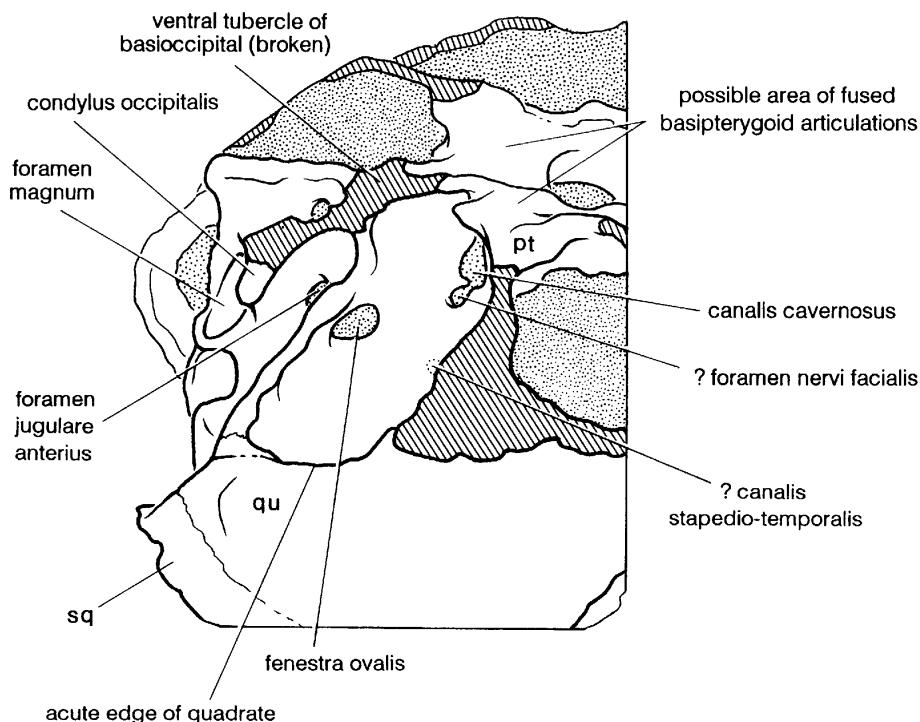 ventral tubercle of
basioccipital (broken)
condylus occipitalis
foramen
magnum
possible area of fused
basipterygoid articulations
pt
canalls cavernosus
? foramen nervi facialis
foramen
jugulare
anterius
? canalis
stapedio-temporalis
qu
sq
fenestra ovalis
acute edge of quadrate